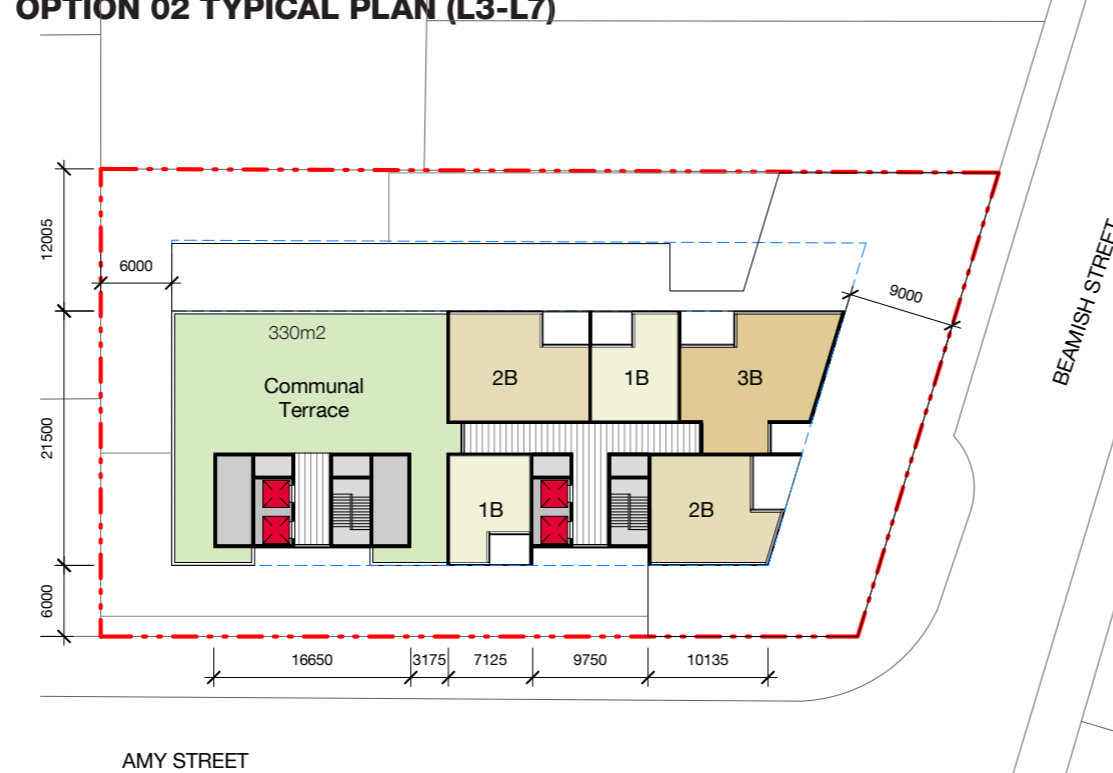 OPTION 02 TYPICAL PLAN (L3-L7)
12005
6000
9000
BEAMISH STREET
330m2
Communal
Terrace
2B
1B
3B
21500
1B
2B
6000
16650
3175
7125
9750
10135
AMY STREET